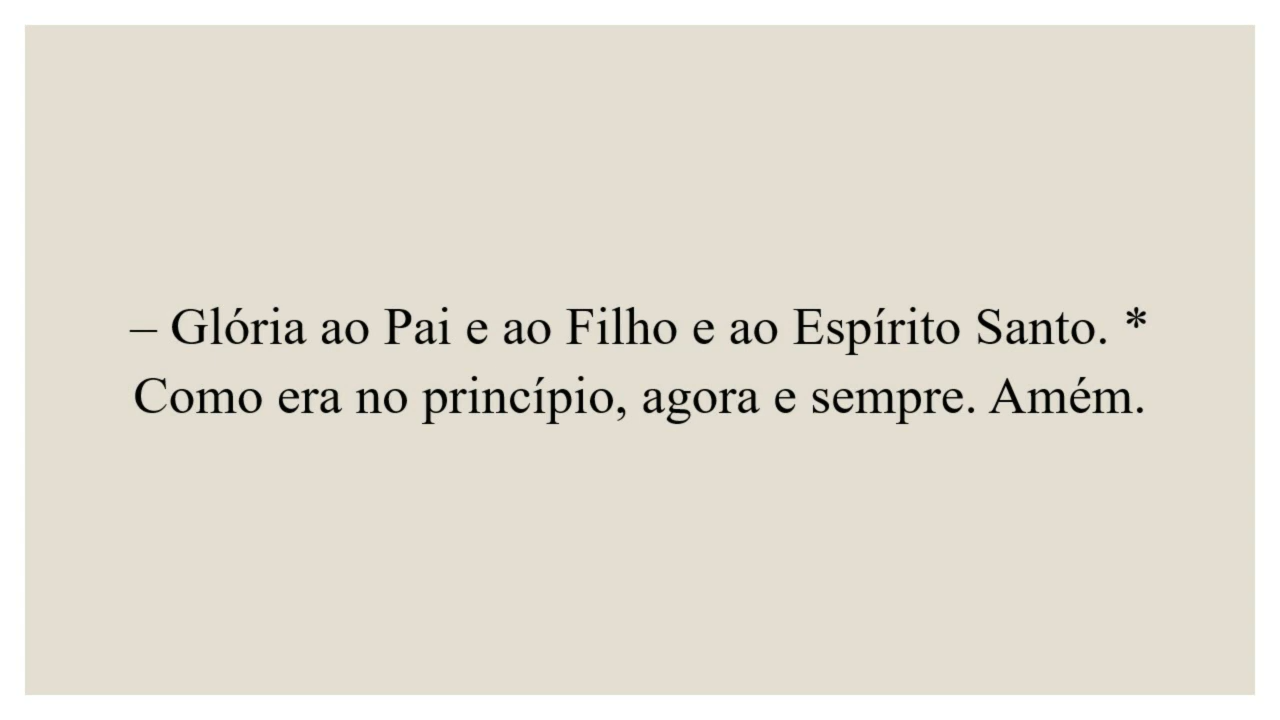 – Glória ao Pai e ao Filho e ao Espírito Santo. *
Como era no princípio, agora e sempre. Amém.